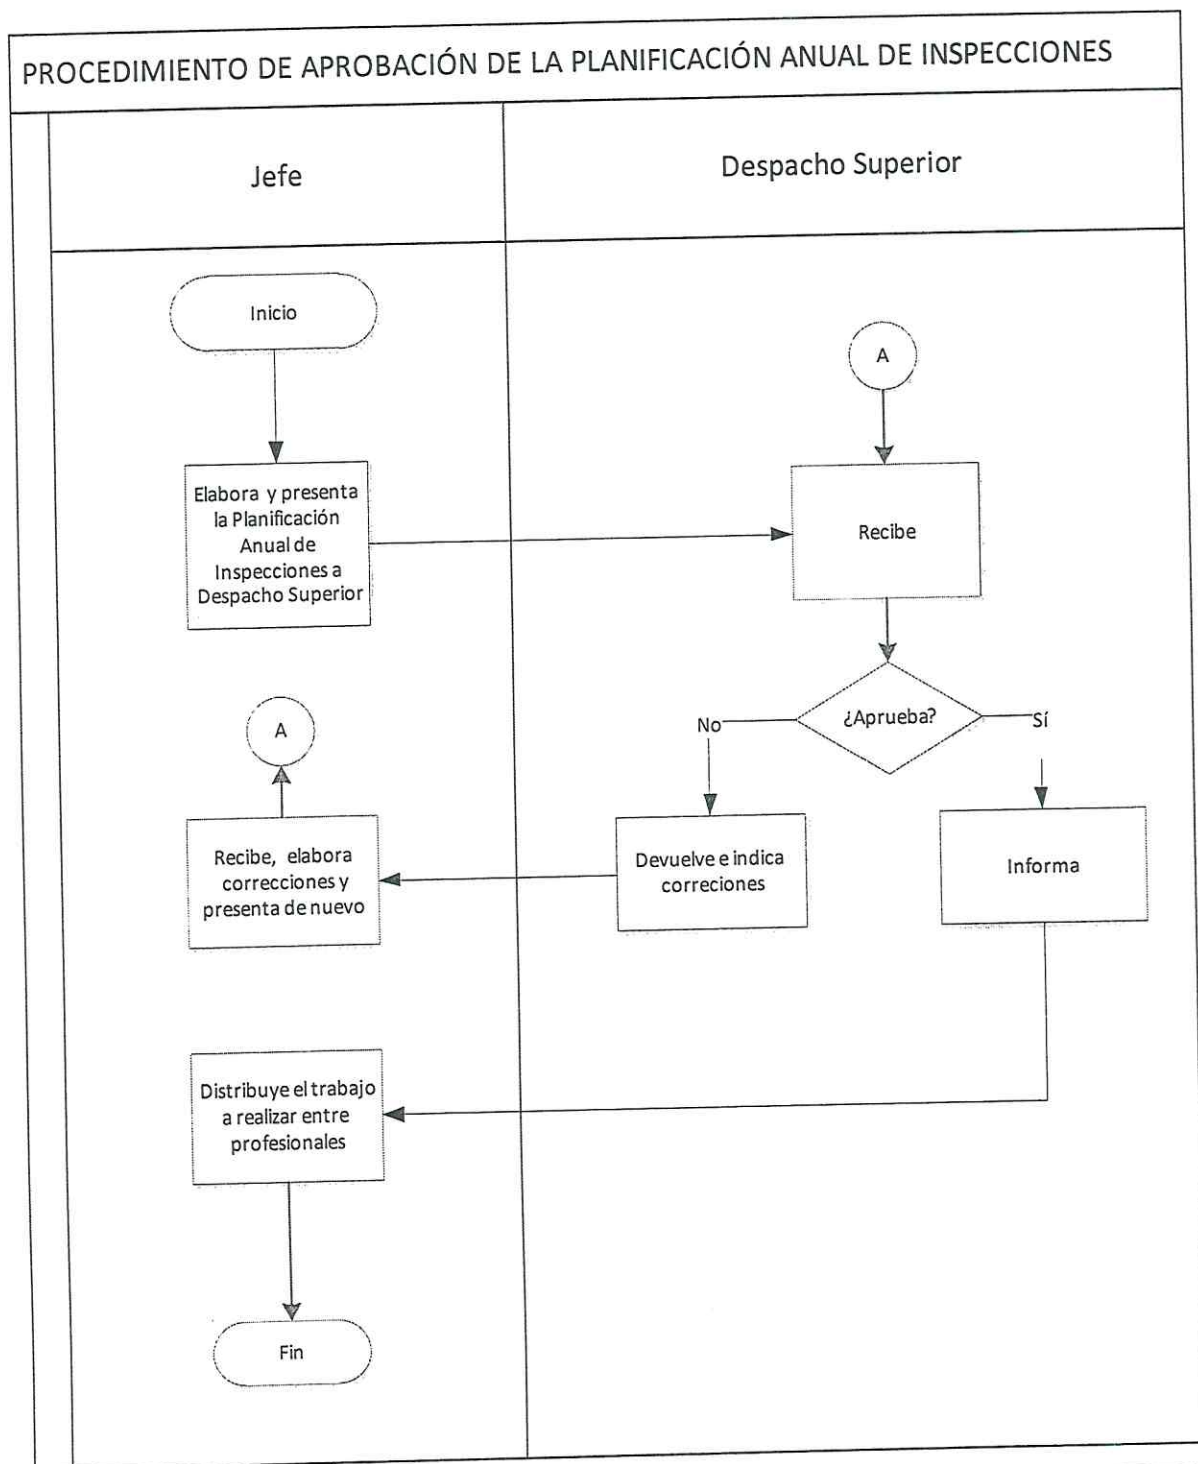 PROCEDIMIENTO DE APROBACIÓN DE LA PLANIFICACIÓN ANUAL DE INSPECCIONES
Jefe
Despacho Superior
Inicio
A
Elabora y presenta
la Planificación
Anual de
Inspecciones a
Despacho Superior
Recibe
¿Aprueba?
No
Sí
A
Recibe, elabora
correcciones y
presenta de nuevo
Devuelve e indica
correciones
Informa
Distribuye el trabajo
a realizar entre
profesionales
Fin